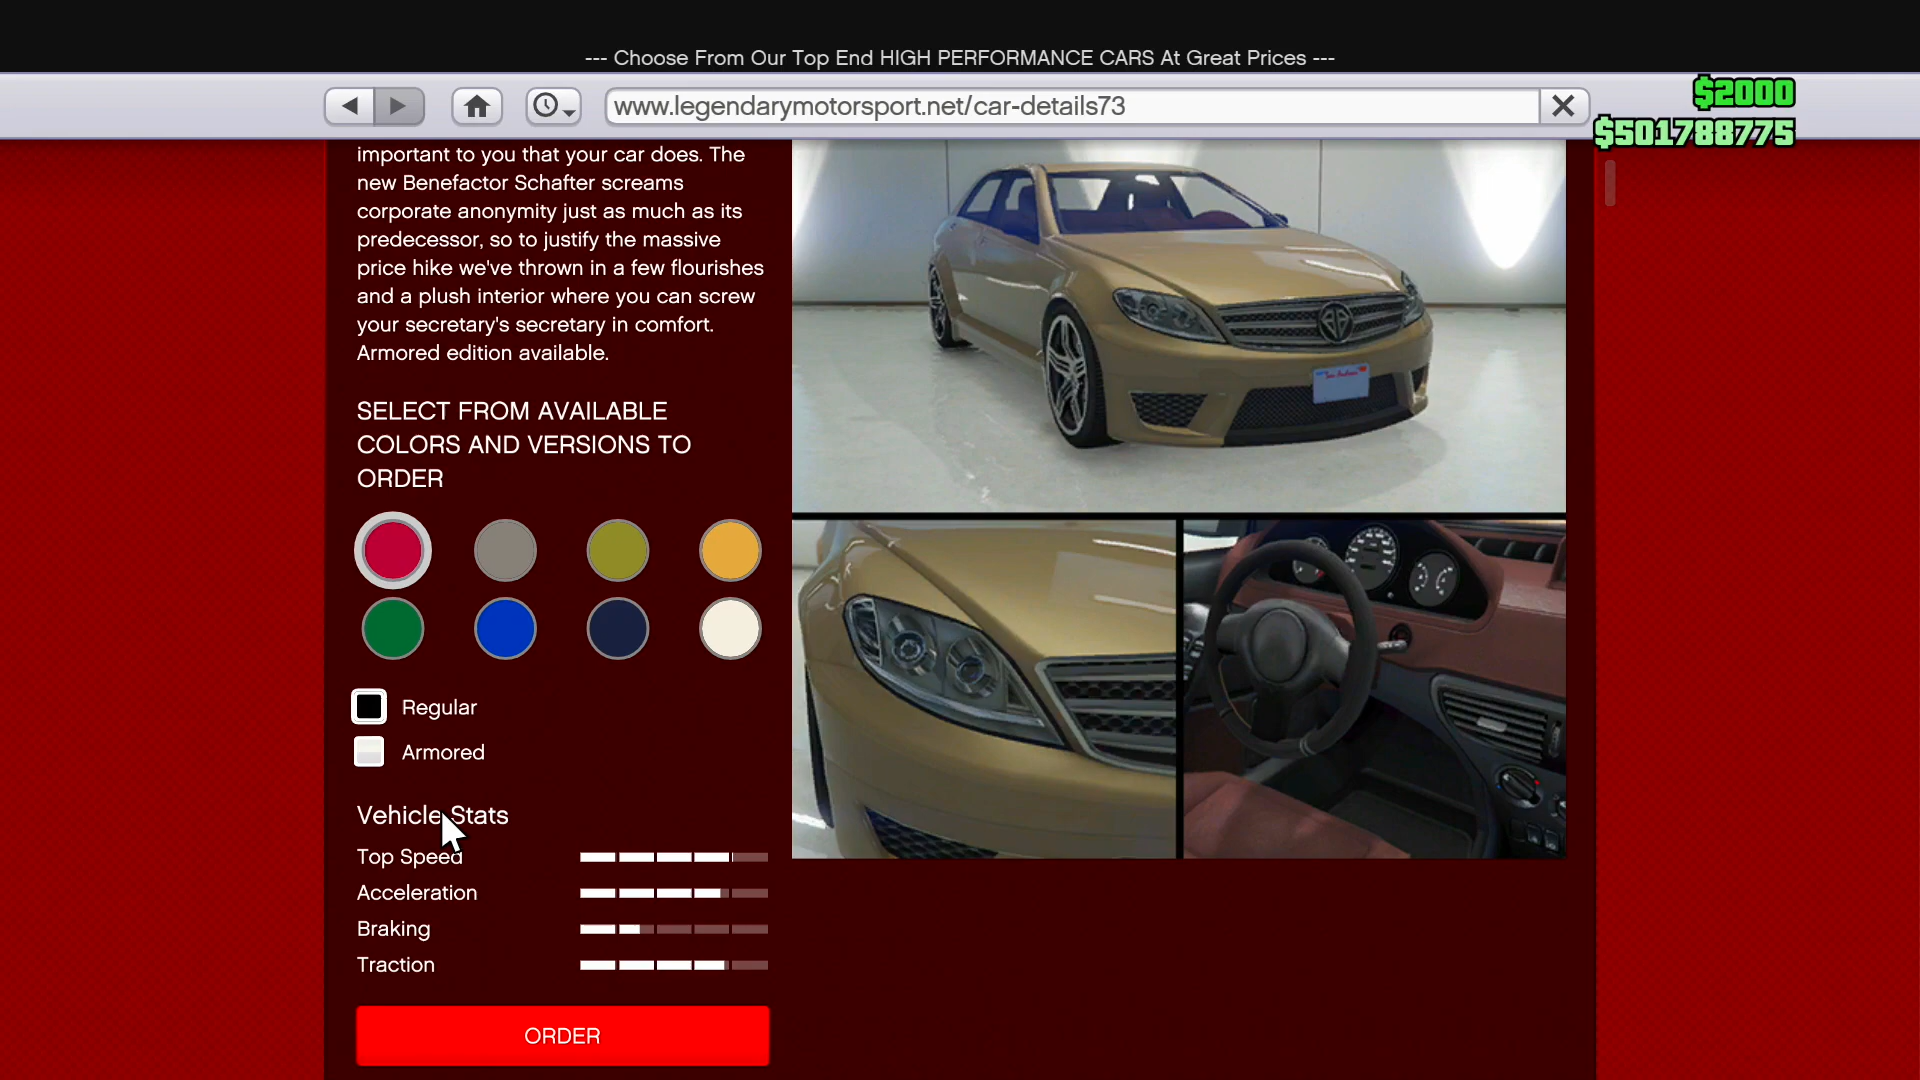 --- Choose From Our Top End HIGH PERFORMANCE CARS At Great Prices ---
www.legendarymotorsport.net/car-details73
$2000
$501788775
important to you that your car does. The
new Benefactor Schafter screams
corporate anonymity just as much as its
predecessor, so to justify the massive
price hike we've thrown in a few flourishes
and a plush interior where you can screw
your secretary's secretary in comfort.
Armored edition available.
SELECT FROM AVAILABLE
COLORS AND VERSIONS TO
ORDER
Regular
Armored
Vehicle Stats
Top Speed
Acceleration
Braking
Traction
ORDER